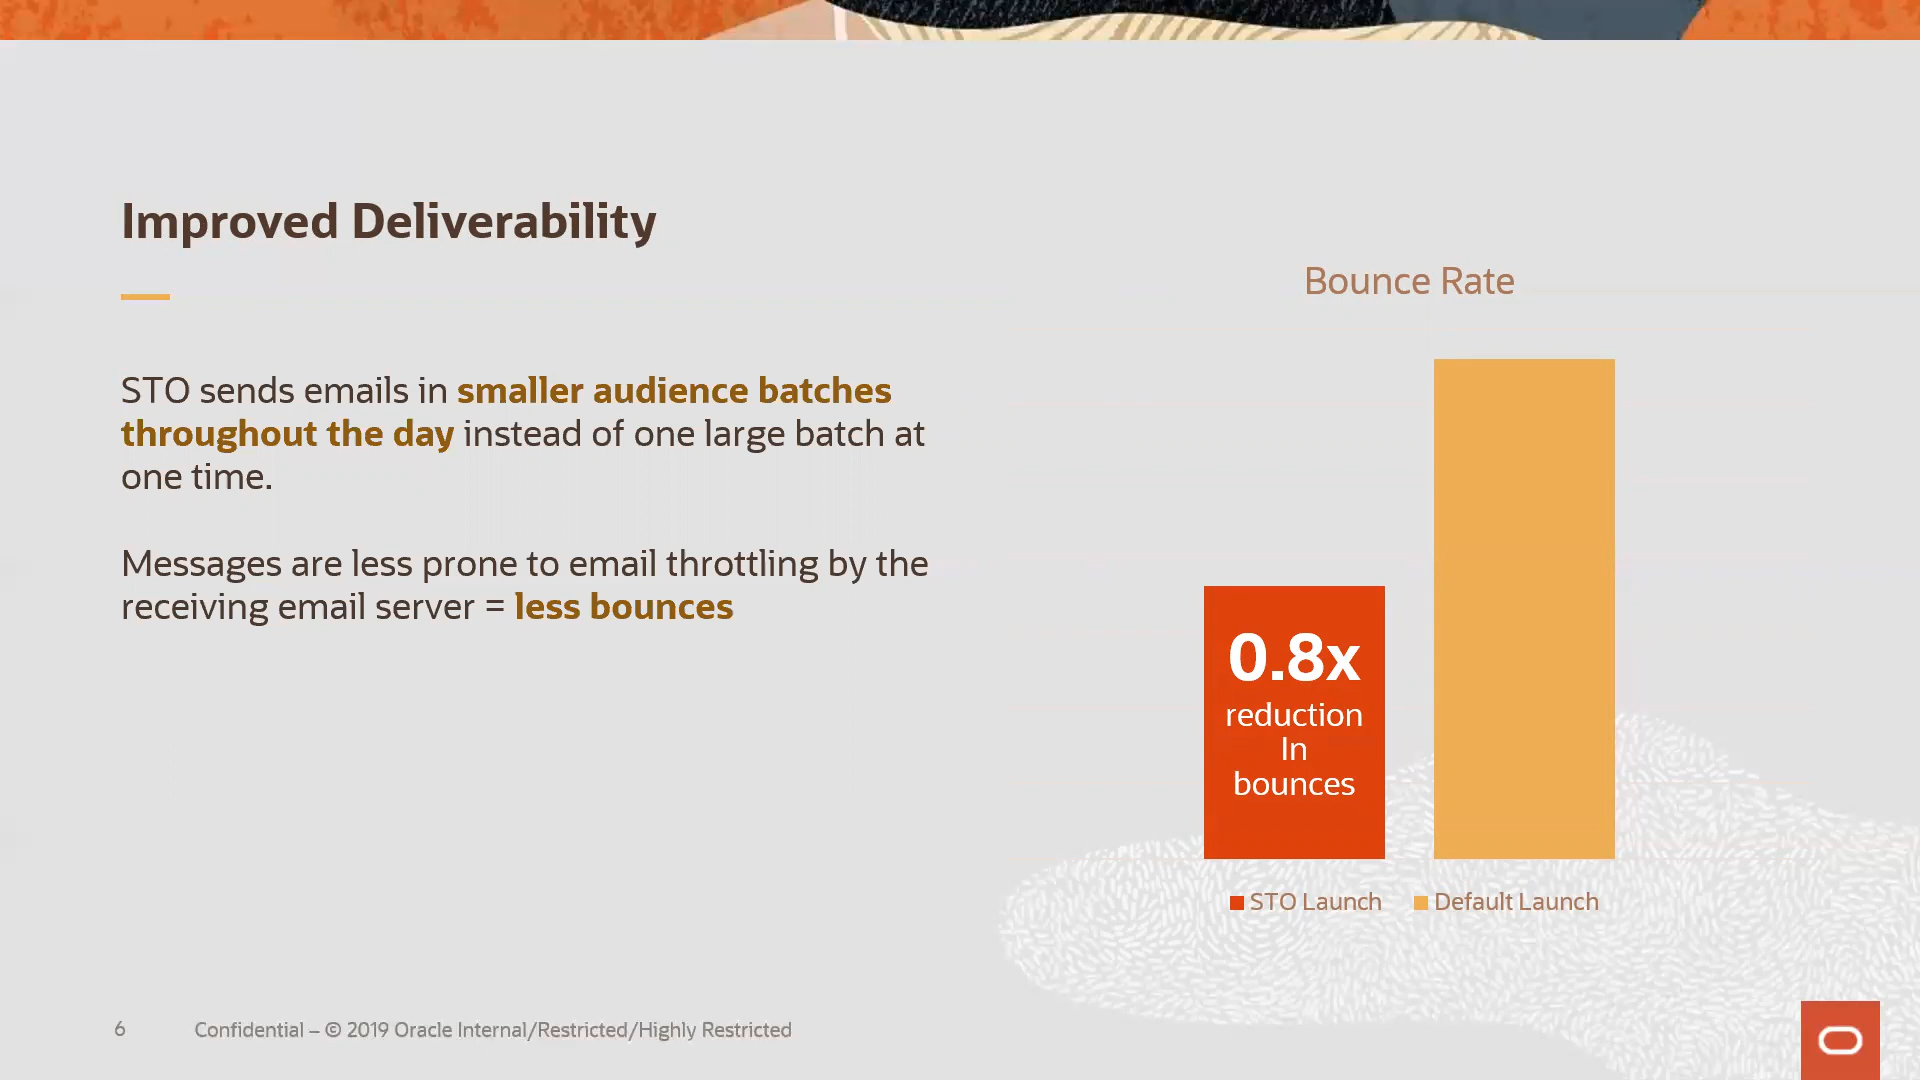 Improved Deliverability
STO sends emails in smaller audience batches
throughout the day instead of one large batch at
one time.
Messages are less prone to email throttling by the
receiving email server = less bounces
Bounce Rate
0.8x
reduction
In
bounces
STO Launch
Default Launch
6
Confidential – © 2019 Oracle Internal/Restricted/Highly Restricted